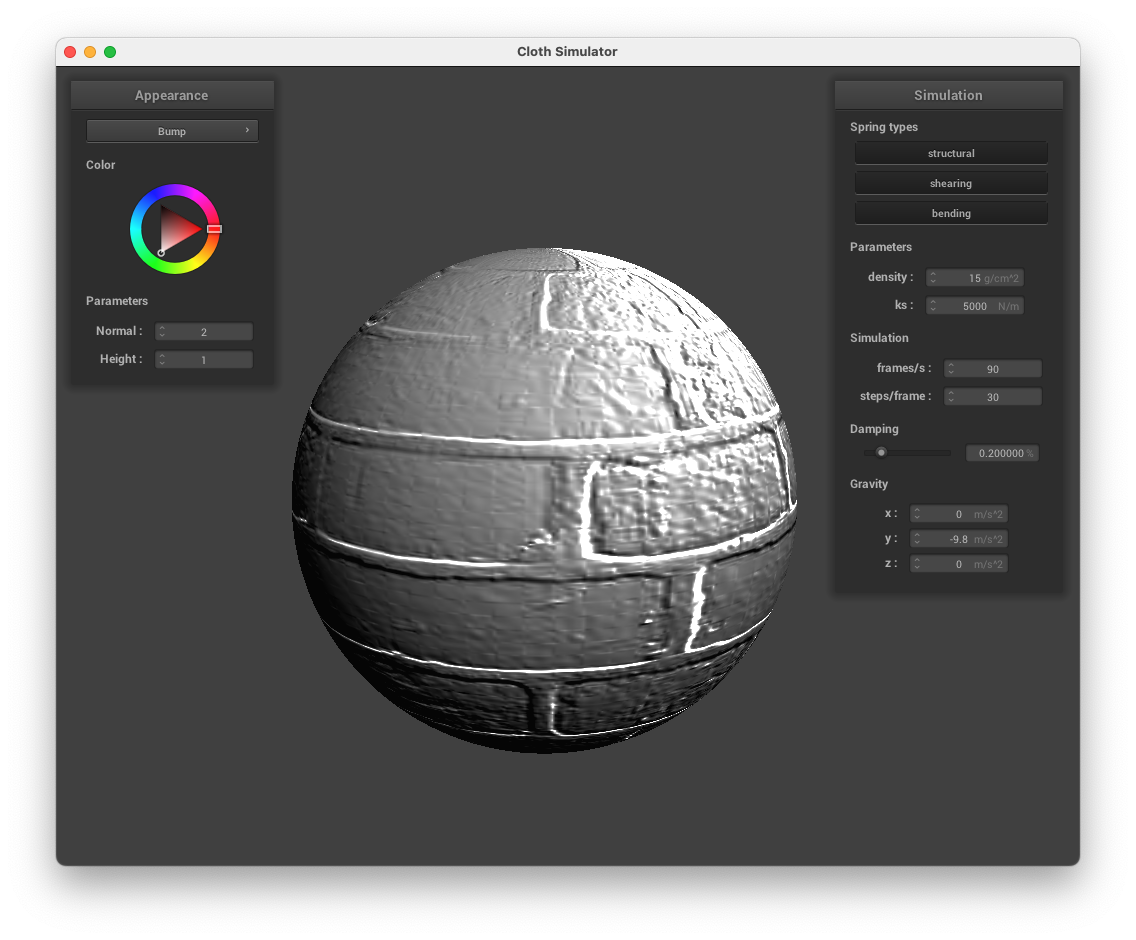 Cloth Simulator
Appearance
Bump
Color
Parameters
Normal : 2
Height : 1
Simulation
Spring types
structural
shearing
bending
Parameters
density : 15 g/cm^2
ks : 5000 N/m
Simulation
frames/s : 90
steps/frame : 30
Damping
0.200000 %
Gravity
x : 0 m/s^2
y : -9.8 m/s^2
z : 0 m/s^2